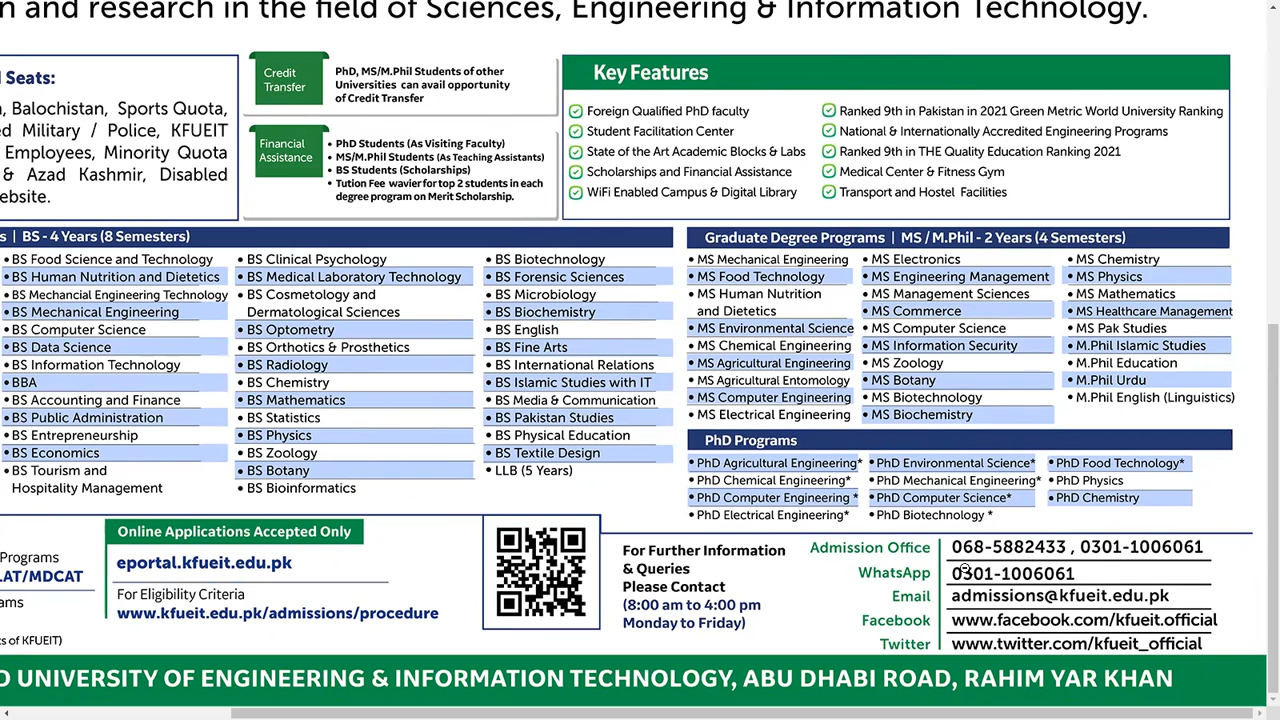 n and research in the field of Sciences, Engineering & Information Technology.
Seats:
Balochistan, Sports Quota,
ed Military / Police, KFUEIT
Employees, Minority Quota
& Azad Kashmir, Disabled
ebsite.
Credit
Transfer
PhD, MS/M.Phil Students of other
Universities can avail opportunity
of Credit Transfer
Financial
Assistance
• PhD Students (As Visiting Faculty)
• MS/M.Phil Students (As Teaching Assistants)
• BS Students (Scholarships)
• Tution Fee wavier for top 2 students in each
degree program on Merit Scholarship.
Key Features
Foreign Qualified PhD faculty
Student Facilitation Center
State of the Art Academic Blocks & Labs
Scholarships and Financial Assistance
WiFi Enabled Campus & Digital Library
Ranked 9th in Pakistan in 2021 Green Metric World University Ranking
National & Internationally Accredited Engineering Programs
Ranked 9th in THE Quality Education Ranking 2021
Medical Center & Fitness Gym
Transport and Hostel Facilities
s | BS - 4 Years (8 Semesters)
• BS Food Science and Technology
• BS Human Nutrition and Dietetics
• BS Mechancial Engineering Technology
• BS Mechanical Engineering
• BS Computer Science
• BS Data Science
• BS Information Technology
• BBA
• BS Accounting and Finance
• BS Public Administration
• BS Entrepreneurship
• BS Economics
• BS Tourism and
Hospitality Management
• BS Clinical Psychology
• BS Medical Laboratory Technology
• BS Cosmetology and
Dermatological Sciences
• BS Optometry
• BS Orthotics & Prosthetics
• BS Radiology
• BS Chemistry
• BS Mathematics
• BS Statistics
• BS Physics
• BS Zoology
• BS Botany
• BS Bioinformatics
• BS Biotechnology
• BS Forensic Sciences
• BS Microbiology
• BS Biochemistry
• BS English
• BS Fine Arts
• BS International Relations
• BS Islamic Studies with IT
• BS Media & Communication
• BS Pakistan Studies
• BS Physical Education
• BS Textile Design
• LLB (5 Years)
Graduate Degree Programs | MS / M.Phil - 2 Years (4 Semesters)
• MS Mechanical Engineering
• MS Food Technology
• MS Human Nutrition
and Dietetics
• MS Environmental Science
• MS Chemical Engineering
• MS Agricultural Engineering
• MS Agricultural Entomology
• MS Computer Engineering
• MS Electrical Engineering
• MS Electronics
• MS Engineering Management
• MS Management Sciences
• MS Commerce
• MS Computer Science
• MS Information Security
• MS Zoology
• MS Botany
• MS Biotechnology
• MS Biochemistry
• MS Chemistry
• MS Physics
• MS Mathematics
• MS Healthcare Management
• MS Pak Studies
• M.Phil Islamic Studies
• M.Phil Education
• M.Phil Urdu
• M.Phil English (Linguistics)
PhD Programs
• PhD Agricultural Engineering*
• PhD Chemical Engineering*
• PhD Computer Engineering *
• PhD Electrical Engineering*
• PhD Environmental Science*
• PhD Mechanical Engineering*
• PhD Computer Science*
• PhD Biotechnology *
• PhD Food Technology*
• PhD Physics
• PhD Chemistry
Programs
LAT/MDCAT
ams
ts of KFUEIT)
Online Applications Accepted Only
eportal.kfueit.edu.pk
For Eligibility Criteria
www.kfueit.edu.pk/admissions/procedure
For Further Information
& Queries
Please Contact
(8:00 am to 4:00 pm
Monday to Friday)
Admission Office 068-5882433 , 0301-1006061
WhatsApp 0301-1006061
Email admissions@kfueit.edu.pk
Facebook www.facebook.com/kfueit.official
Twitter www.twitter.com/kfueit_official
D UNIVERSITY OF ENGINEERING & INFORMATION TECHNOLOGY, ABU DHABI ROAD, RAHIM YAR KHAN